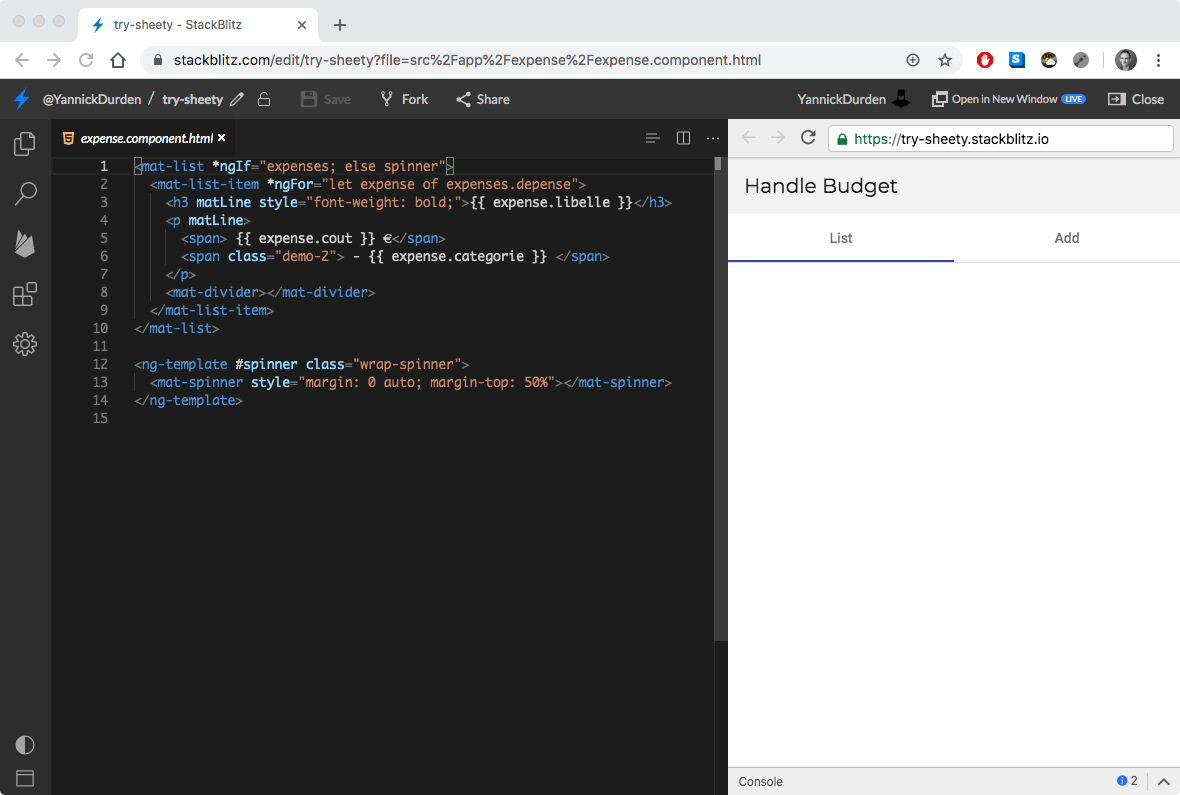 try-sheety - StackBlitz
stackblitz.com/edit/try-sheety?file=src%2Fapp%2Fexpense%2Fexpense.component.html
@YannickDurden / try-sheety Save Fork Share YannickDurden Open in New Window LIVE Close
expense.component.html
https://try-sheety.stackblitz.io
1 <mat-list *ngIf="expenses; else spinner">
2 <mat-list-item *ngFor="let expense of expenses.depense">
3 <h3 matLine style="font-weight: bold;">{{ expense.libelle }}</h3>
4 <p matLine>
5 <span> {{ expense.cout }} €</span>
6 <span class="demo-2"> - {{ expense.categorie }} </span>
7 </p>
8 <mat-divider></mat-divider>
9 </mat-list-item>
10 </mat-list>
11
12 <ng-template #spinner class="wrap-spinner">
13 <mat-spinner style="margin: 0 auto; margin-top: 50%"></mat-spinner>
14 </ng-template>
15
Handle Budget
List Add
Console 2